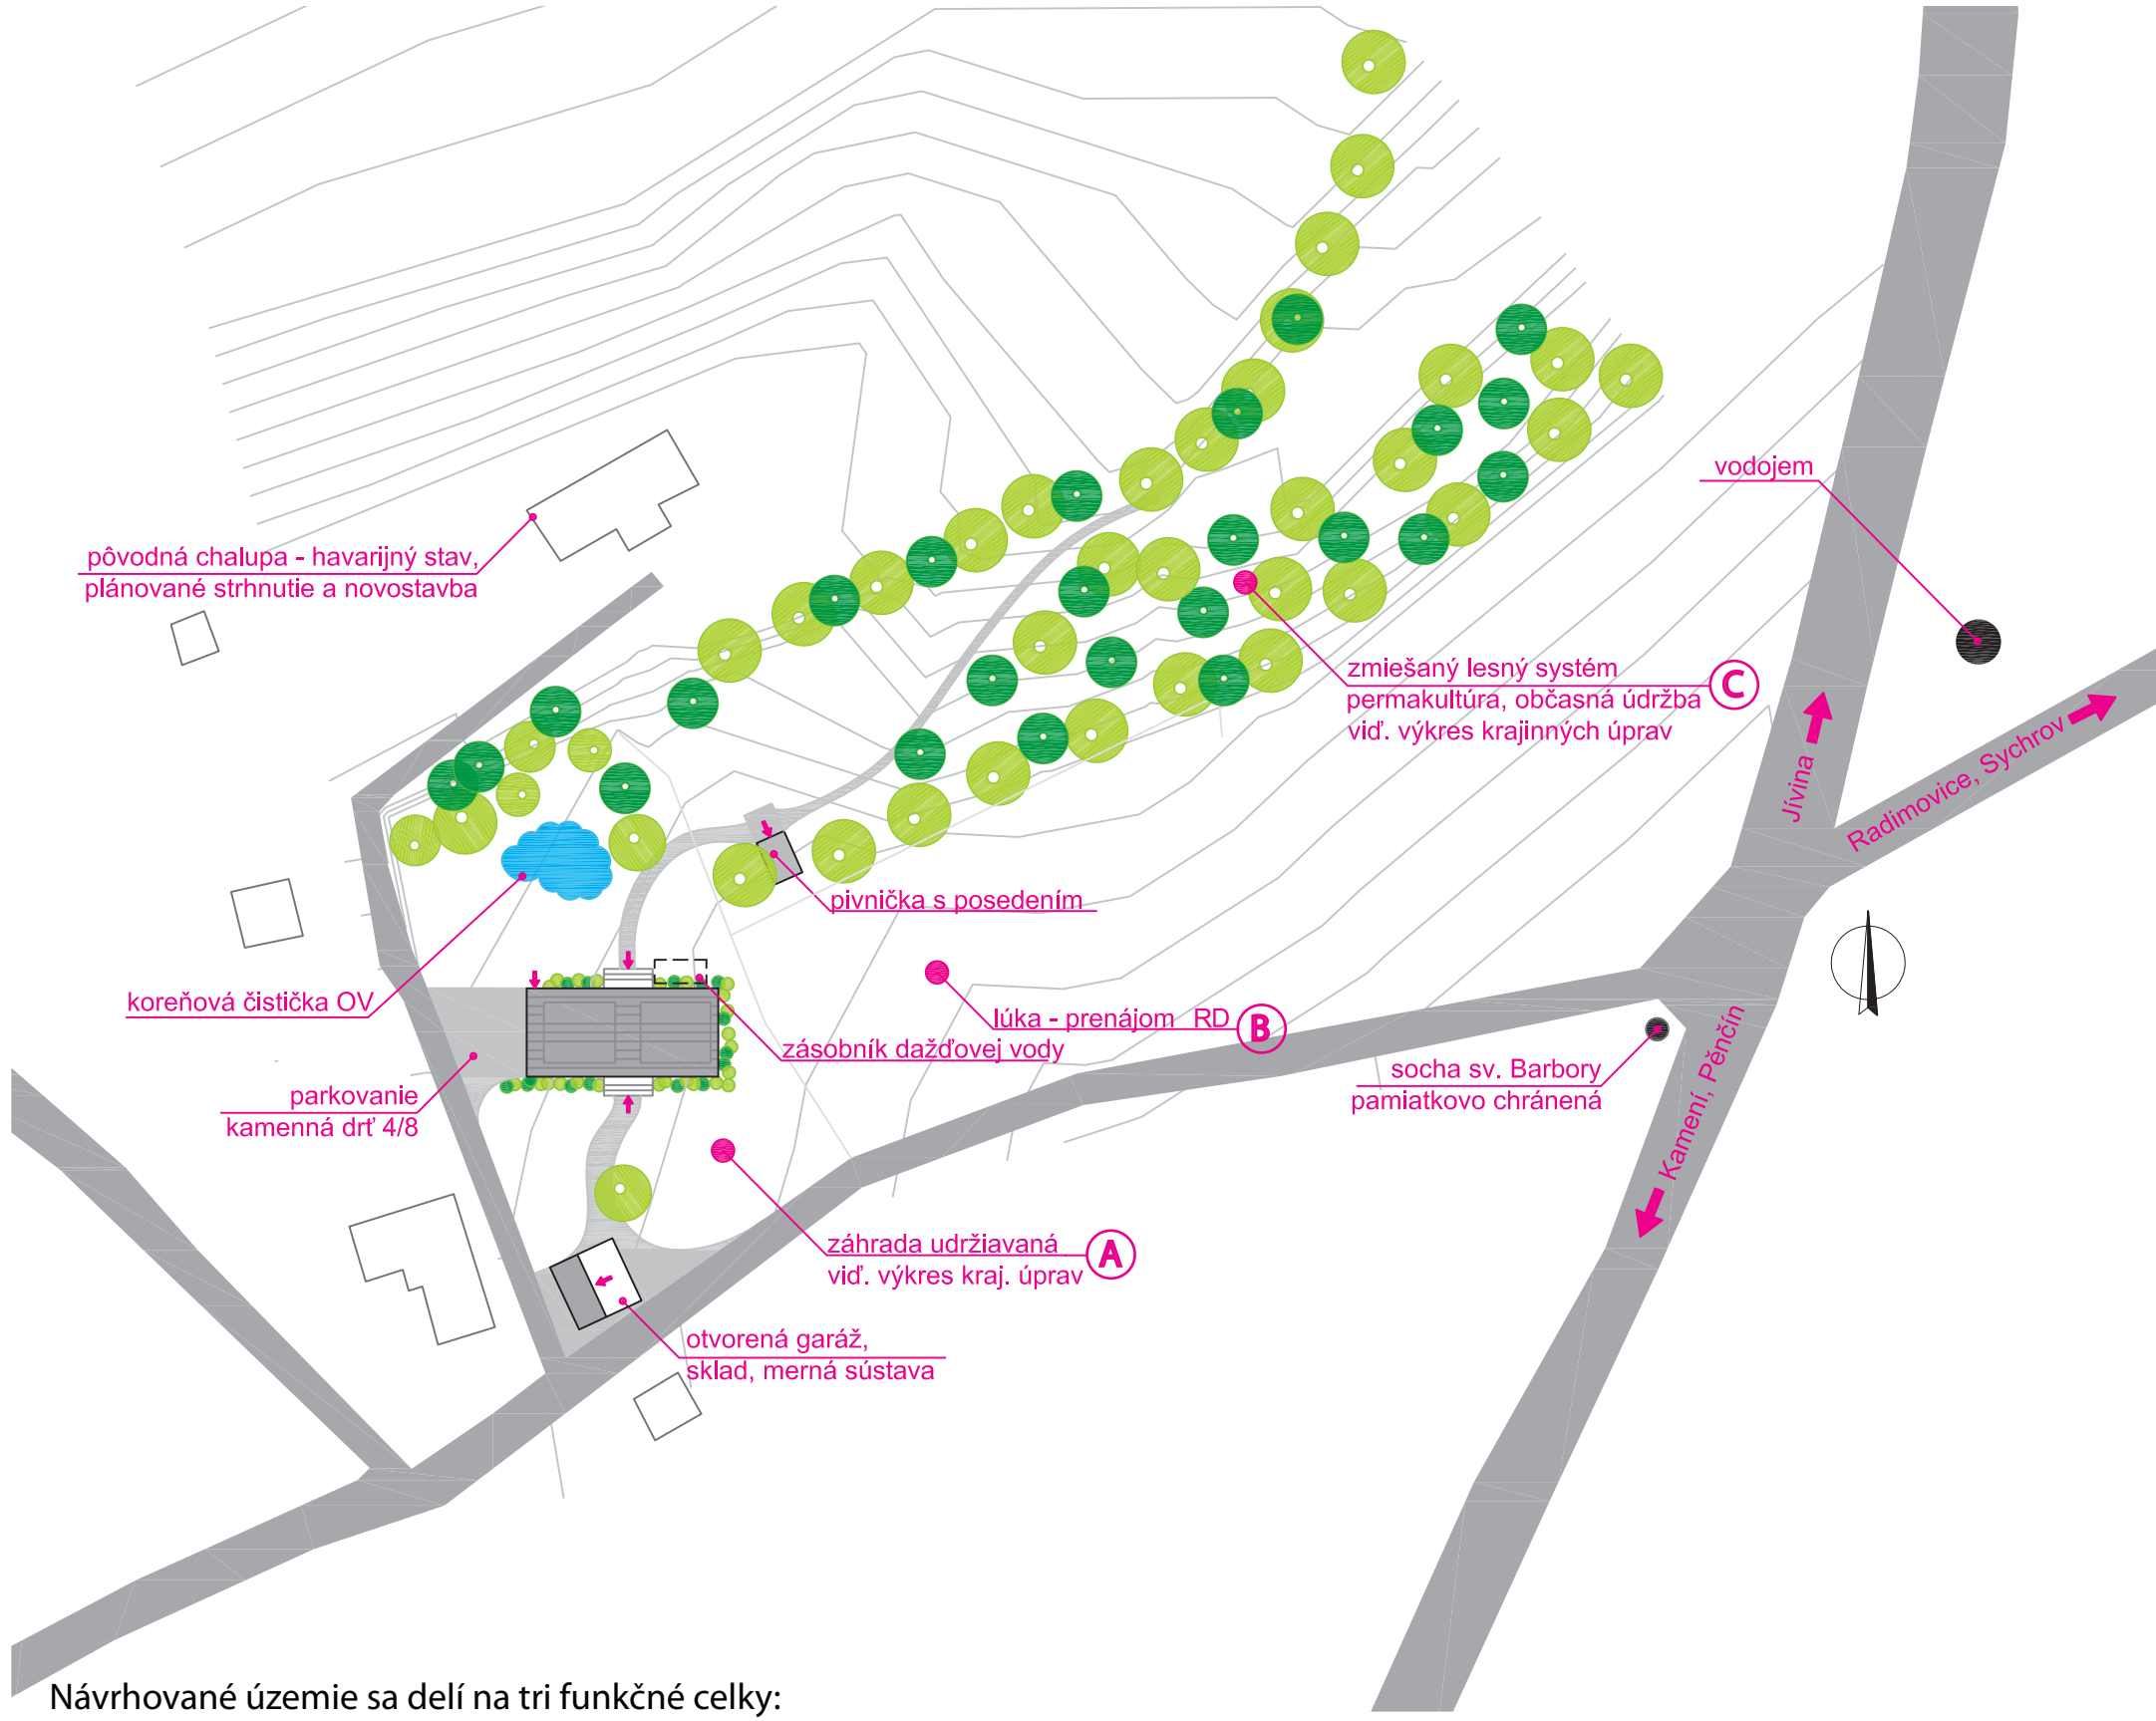 vodojem
pôvodná chalupa - havarijný stav,
plánované strhnutie a novostavba
zmiešaný lesný systém
permakultúra, občasná údržba
viď. výkres krajinných úprav
C
Jívina
Radimovice, Sychrov
pivnička s posedením
koreňová čistička OV
lúka - prenájom RD
B
zásobník dažďovej vody
socha sv. Barbory
pamiatkovo chránená
Kamení, Pěnčín
parkovanie
kamenná drť 4/8
záhrada udržiavaná
viď. výkres kraj. úprav
A
otvorená garáž,
sklad, merná sústava
Návrhované územie sa delí na tri funkčné celky: